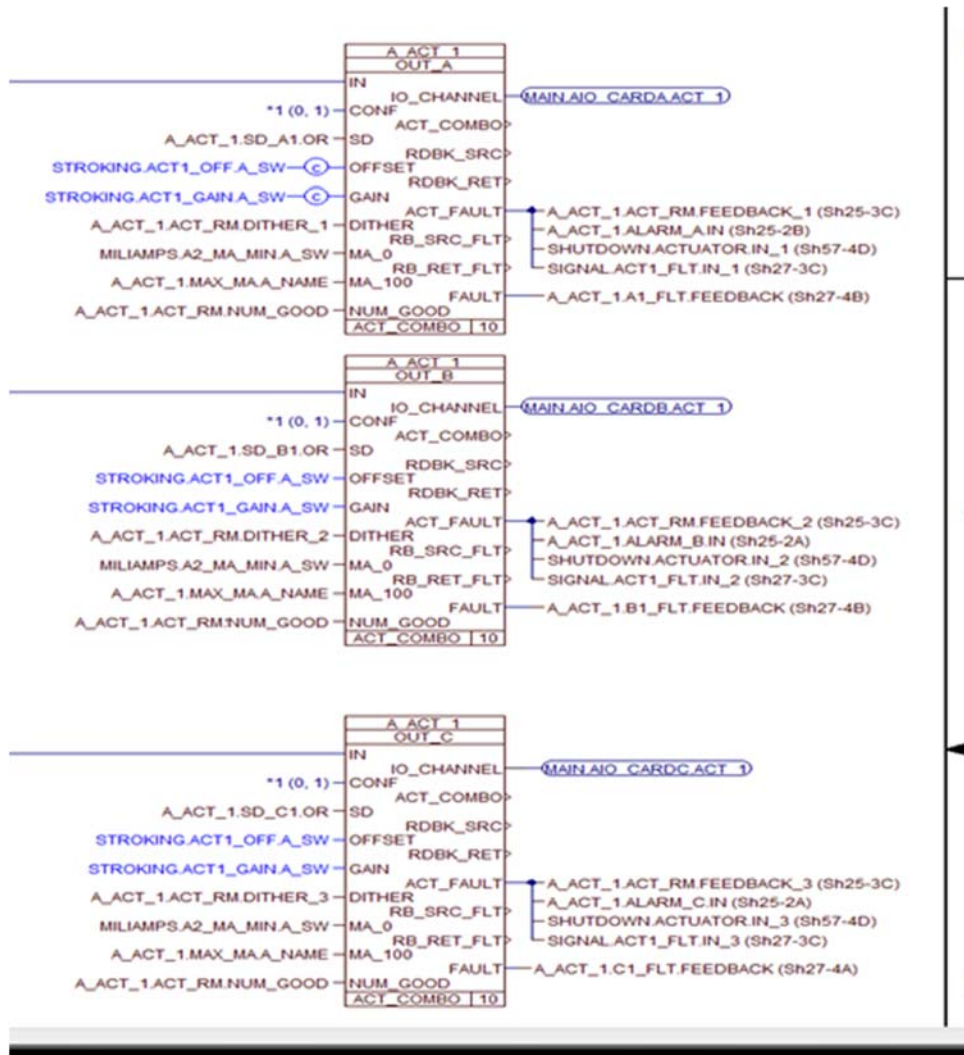 A_ACT_1
OUT_A
IN
IO_CHANNEL MAIN.AIO_CARDA.ACT_1
*1 (0, 1) CONF
ACT_COMBO
A_ACT_1.SD_A1.OR SD
RDBK_SRC
STROKING.ACT1_OFF.A_SW C OFFSET
RDBK_RET
STROKING.ACT1_GAIN.A_SW C GAIN
ACT_FAULT A_ACT_1.ACT_RM.FEEDBACK_1 (Sh25-3C)
A_ACT_1.ACT_RM.DITHER_1 DITHER
A_ACT_1.ALARM_A.IN (Sh25-2B)
RB_SRC_FLT
SHUTDOWN.ACTUATOR.IN_1 (Sh57-4D)
MILIAMPS.A2_MA_MIN.A_SW MA_0
RB_RET_FLT
SIGNAL.ACT1_FLT.IN_1 (Sh27-3C)
A_ACT_1.MAX_MA.A_NAME MA_100
FAULT A_ACT_1.A1_FLT.FEEDBACK (Sh27-4B)
A_ACT_1.ACT_RM.NUM_GOOD NUM_GOOD
ACT_COMBO 10
A_ACT_1
OUT_B
IN
IO_CHANNEL MAIN.AIO_CARDB.ACT_1
*1 (0, 1) CONF
ACT_COMBO
A_ACT_1.SD_B1.OR SD
RDBK_SRC
STROKING.ACT1_OFF.A_SW OFFSET
RDBK_RET
STROKING.ACT1_GAIN.A_SW GAIN
ACT_FAULT A_ACT_1.ACT_RM.FEEDBACK_2 (Sh25-3C)
A_ACT_1.ACT_RM.DITHER_2 DITHER
A_ACT_1.ALARM_B.IN (Sh25-2A)
RB_SRC_FLT
SHUTDOWN.ACTUATOR.IN_2 (Sh57-4D)
MILIAMPS.A2_MA_MIN.A_SW MA_0
RB_RET_FLT
SIGNAL.ACT1_FLT.IN_2 (Sh27-3C)
A_ACT_1.MAX_MA.A_NAME MA_100
FAULT A_ACT_1.B1_FLT.FEEDBACK (Sh27-4B)
A_ACT_1.ACT_RM.NUM_GOOD NUM_GOOD
ACT_COMBO 10
A_ACT_1
OUT_C
IN
IO_CHANNEL MAIN.AIO_CARDC.ACT_1
*1 (0, 1) CONF
ACT_COMBO
A_ACT_1.SD_C1.OR SD
RDBK_SRC
STROKING.ACT1_OFF.A_SW OFFSET
RDBK_RET
STROKING.ACT1_GAIN.A_SW GAIN
ACT_FAULT A_ACT_1.ACT_RM.FEEDBACK_3 (Sh25-3C)
A_ACT_1.ACT_RM.DITHER_3 DITHER
A_ACT_1.ALARM_C.IN (Sh25-2A)
RB_SRC_FLT
SHUTDOWN.ACTUATOR.IN_3 (Sh57-4D)
MILIAMPS.A2_MA_MIN.A_SW MA_0
RB_RET_FLT
SIGNAL.ACT1_FLT.IN_3 (Sh27-3C)
A_ACT_1.MAX_MA.A_NAME MA_100
FAULT A_ACT_1.C1_FLT.FEEDBACK (Sh27-4A)
A_ACT_1.ACT_RM.NUM_GOOD NUM_GOOD
ACT_COMBO 10